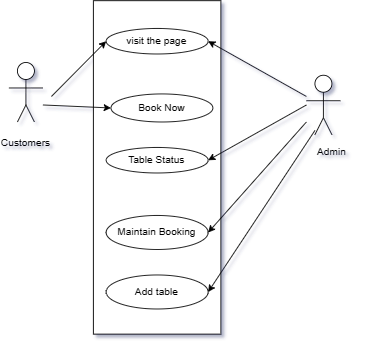 visit the page
Book Now
Customers
Admin
Table Status
Maintain Booking
Add table